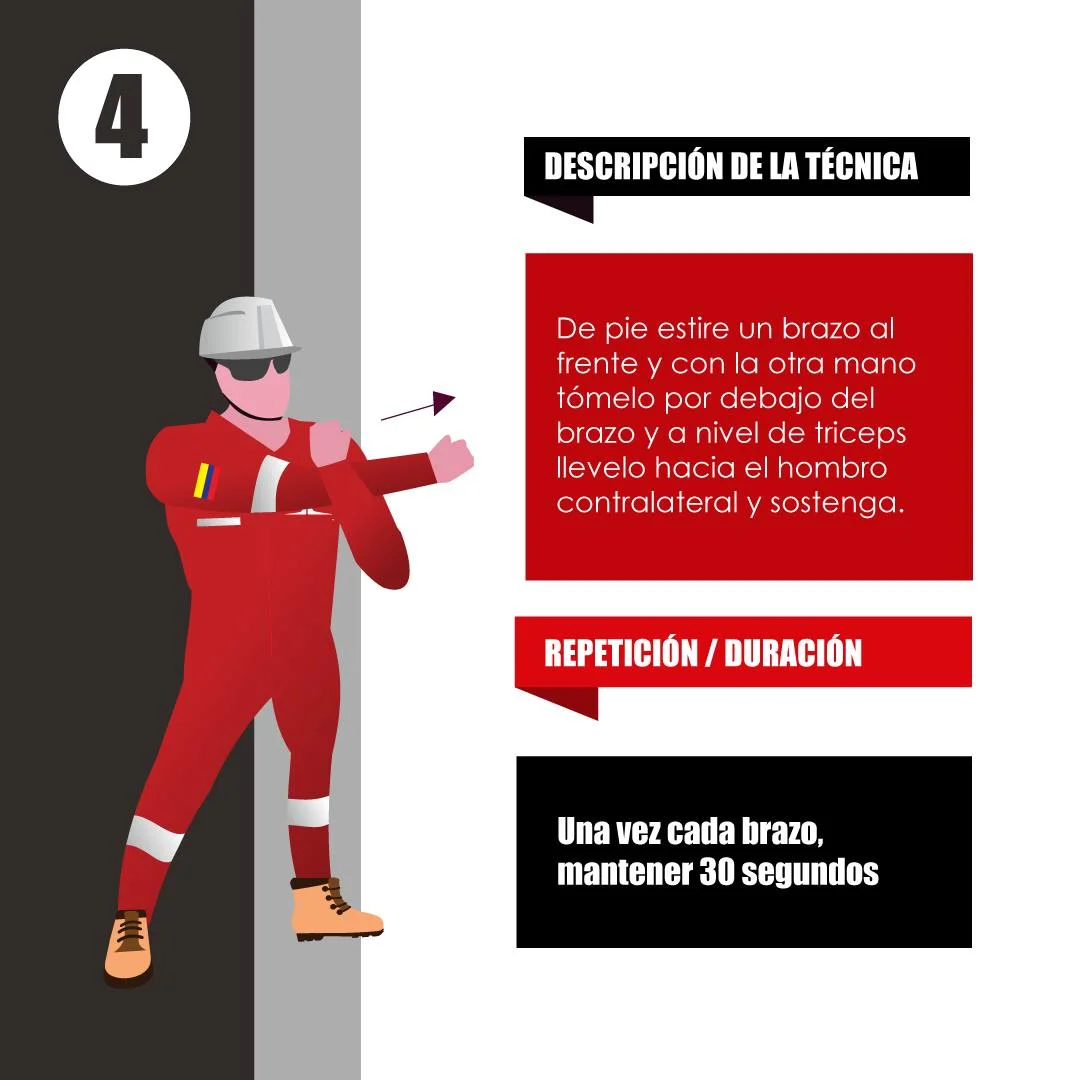 4
DESCRIPCIÓN DE LA TÉCNICA
De pie estire un brazo al
frente y con la otra mano
tómelo por debajo del
brazo y a nivel de triceps
llevelo hacia el hombro
contralateral y sostenga.
REPETICIÓN / DURACIÓN
Una vez cada brazo,
mantener 30 segundos